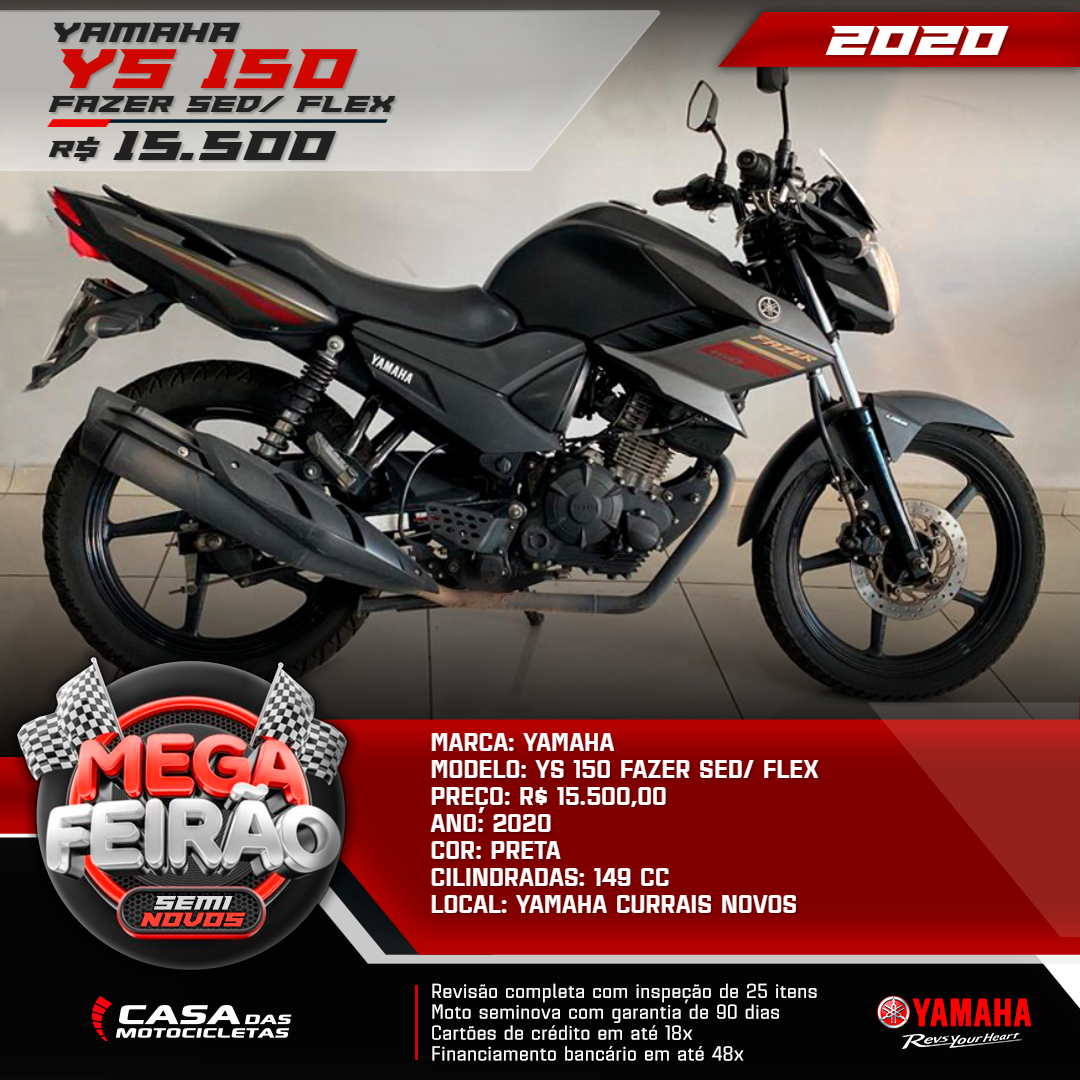 YAMAHA
YS 150
FAZER SED/ FLEX
R$ 15.500
2020
YAMAHA
FAZER
150
UBS
MEGA
FEIRÃO
SEMI
NOVOS
MARCA: YAMAHA
MODELO: YS 150 FAZER SED/ FLEX
PREÇO: R$ 15.500,00
ANO: 2020
COR: PRETA
CILINDRADAS: 149 CC
LOCAL: YAMAHA CURRAIS NOVOS
CASA DAS
MOTOCICLETAS
Revisão completa com inspeção de 25 itens
Moto seminova com garantia de 90 dias
Cartões de crédito em até 18x
Financiamento bancário em até 48x
YAMAHA
Revs Your Heart